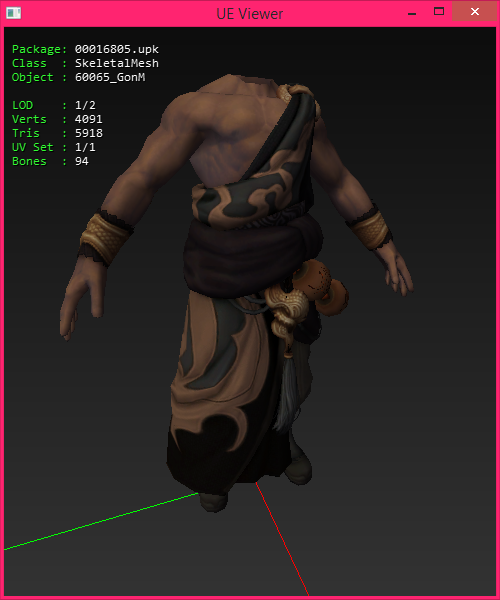 UE Viewer
Package: 00016805.upk
Class : SkeletalMesh
Object : 60065_GonM
LOD : 1/2
Verts : 4091
Tris : 5918
UV Set : 1/1
Bones : 94